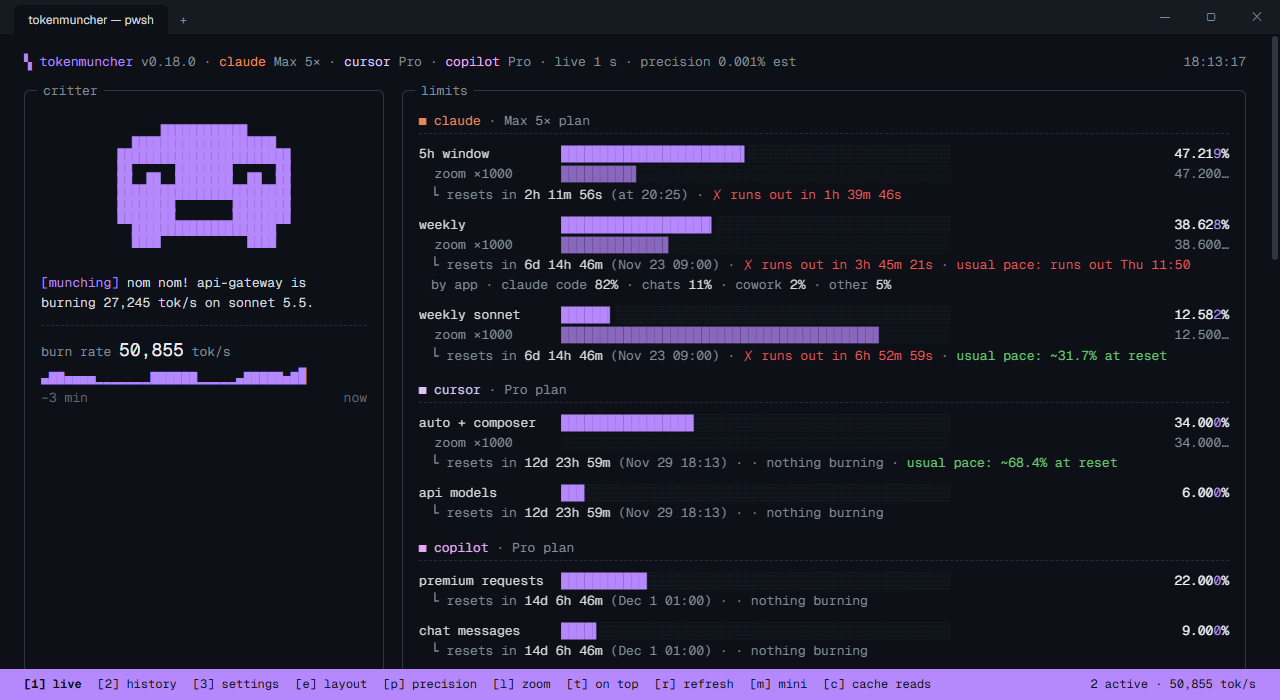 tokenmuncher — pwsh +
tokenmuncher v0.18.0 · claude Max 5× · cursor Pro · copilot Pro · live 1 s · precision 0.001% est 18:13:17
critter
[munching] nom nom! api-gateway is
burning 27,245 tok/s on sonnet 5.5.
burn rate 50,855 tok/s
−3 min now
limits
■ claude · Max 5× plan
5h window 47.219%
zoom ×1000 47.200…
└ resets in 2h 11m 56s (at 20:25) · ✗ runs out in 1h 39m 46s
weekly 38.628%
zoom ×1000 38.600…
└ resets in 6d 14h 46m (Nov 23 09:00) · ✗ runs out in 3h 45m 21s · usual pace: runs out Thu 11:50
by app · claude code 82% · chats 11% · cowork 2% · other 5%
weekly sonnet 12.582%
zoom ×1000 12.500…
└ resets in 6d 14h 46m (Nov 23 09:00) · ✗ runs out in 6h 52m 59s · usual pace: ~31.7% at reset
■ cursor · Pro plan
auto + composer 34.000%
zoom ×1000 34.000…
└ resets in 12d 23h 59m (Nov 29 18:13) · · nothing burning · usual pace: ~68.4% at reset
api models 6.000%
└ resets in 12d 23h 59m (Nov 29 18:13) · · nothing burning
■ copilot · Pro plan
premium requests 22.000%
└ resets in 14d 6h 46m (Dec 1 01:00) · · nothing burning
chat messages 9.000%
└ resets in 14d 6h 46m (Dec 1 01:00) · · nothing burning
[1] live [2] history [3] settings [e] layout [p] precision [l] zoom [t] on top [r] refresh [m] mini [c] cache reads 2 active · 50,855 tok/s